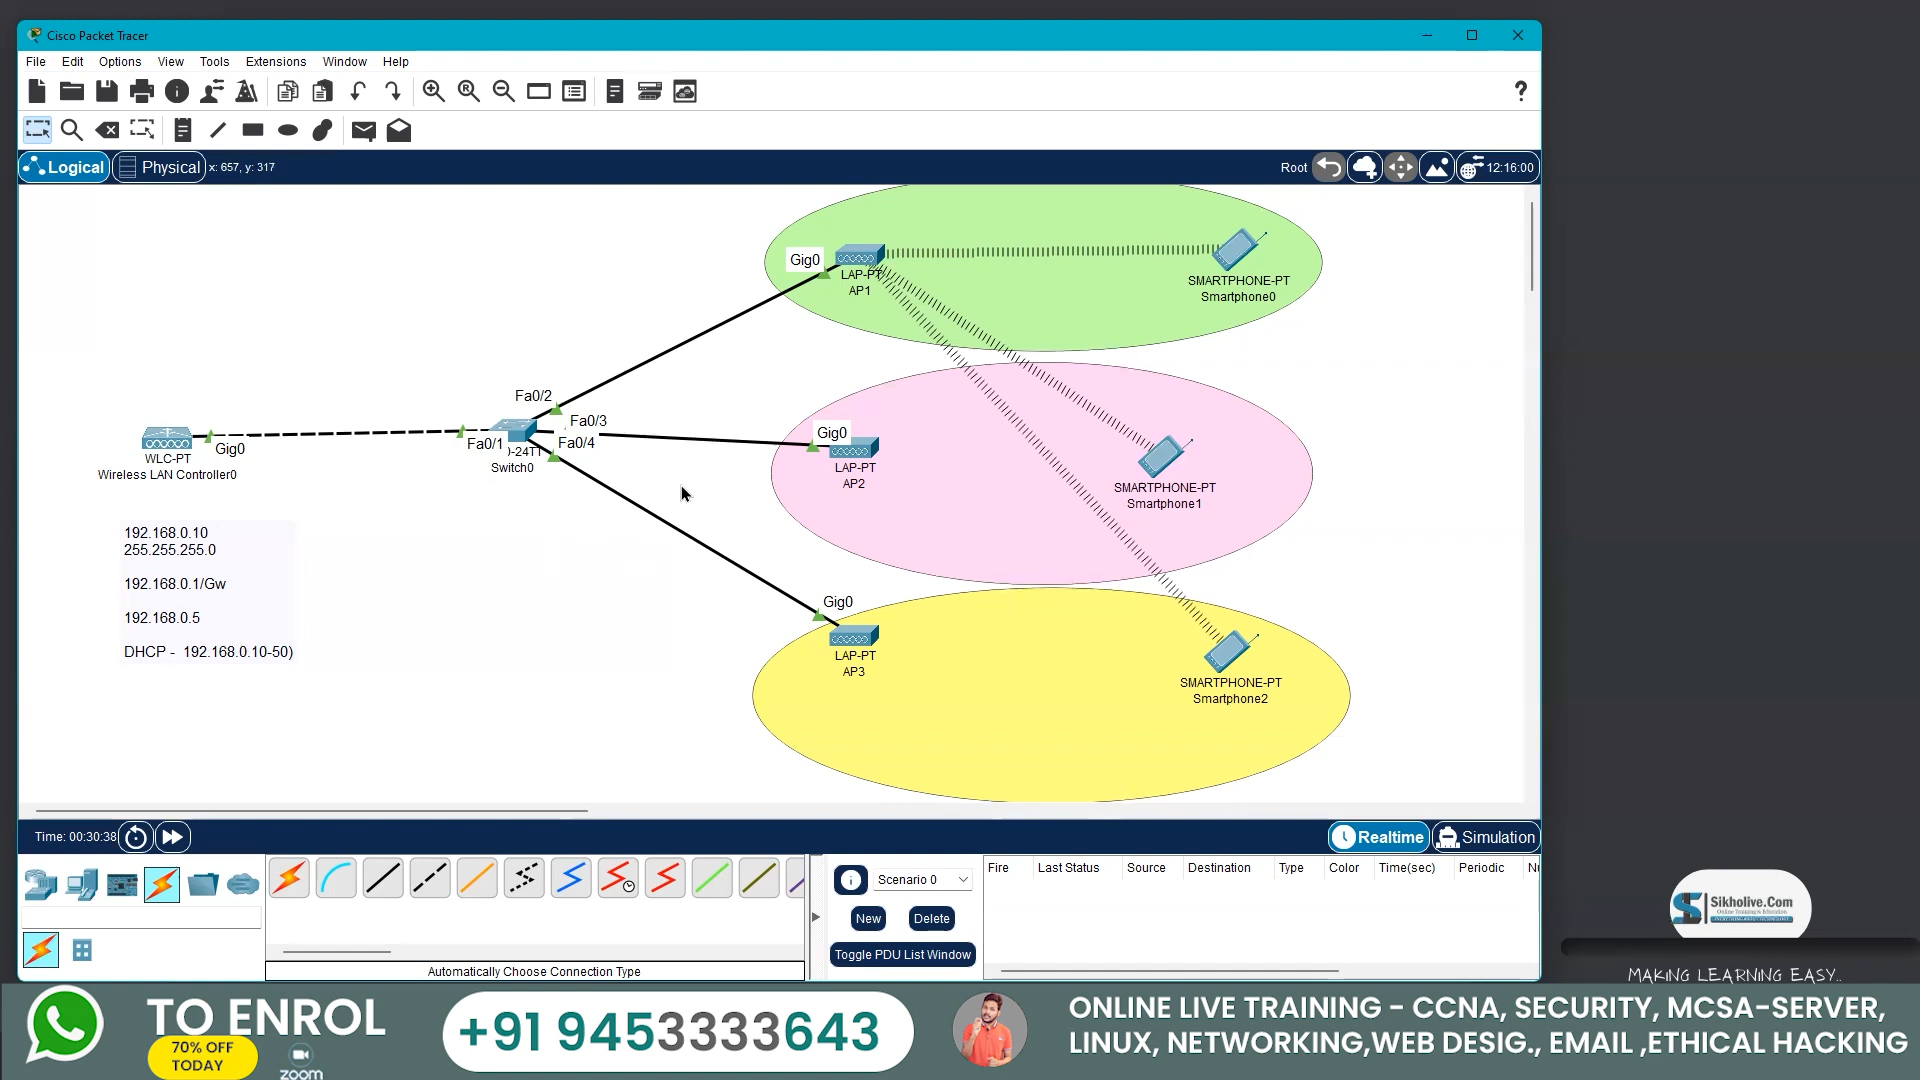 Cisco Packet Tracer
File Edit Options View Tools Extensions Window Help
Logical Physical x: 657, y: 317 Root 12:16:00
Gig0
LAP-PT
AP1
SMARTPHONE-PT
Smartphone0
Fa0/2
Fa0/3
Fa0/1
Fa0/4
Gig0
WLC-PT
Wireless LAN Controller0
Gig0
)-24TT
Switch0
LAP-PT
AP2
SMARTPHONE-PT
Smartphone1
192.168.0.10
255.255.255.0
192.168.0.1/Gw
192.168.0.5
DHCP - 192.168.0.10-50)
Gig0
LAP-PT
AP3
SMARTPHONE-PT
Smartphone2
Time: 00:30:38 Realtime Simulation
Scenario 0
New Delete
Toggle PDU List Window
Fire Last Status Source Destination Type Color Time(sec) Periodic
Automatically Choose Connection Type
Sikholive.Com
MAKING LEARNING EASY..
TO ENROL
70% OFF
TODAY
zoom
+91 9453333643
ONLINE LIVE TRAINING - CCNA, SECURITY, MCSA-SERVER,
LINUX, NETWORKING,WEB DESIG., EMAIL ,ETHICAL HACKING